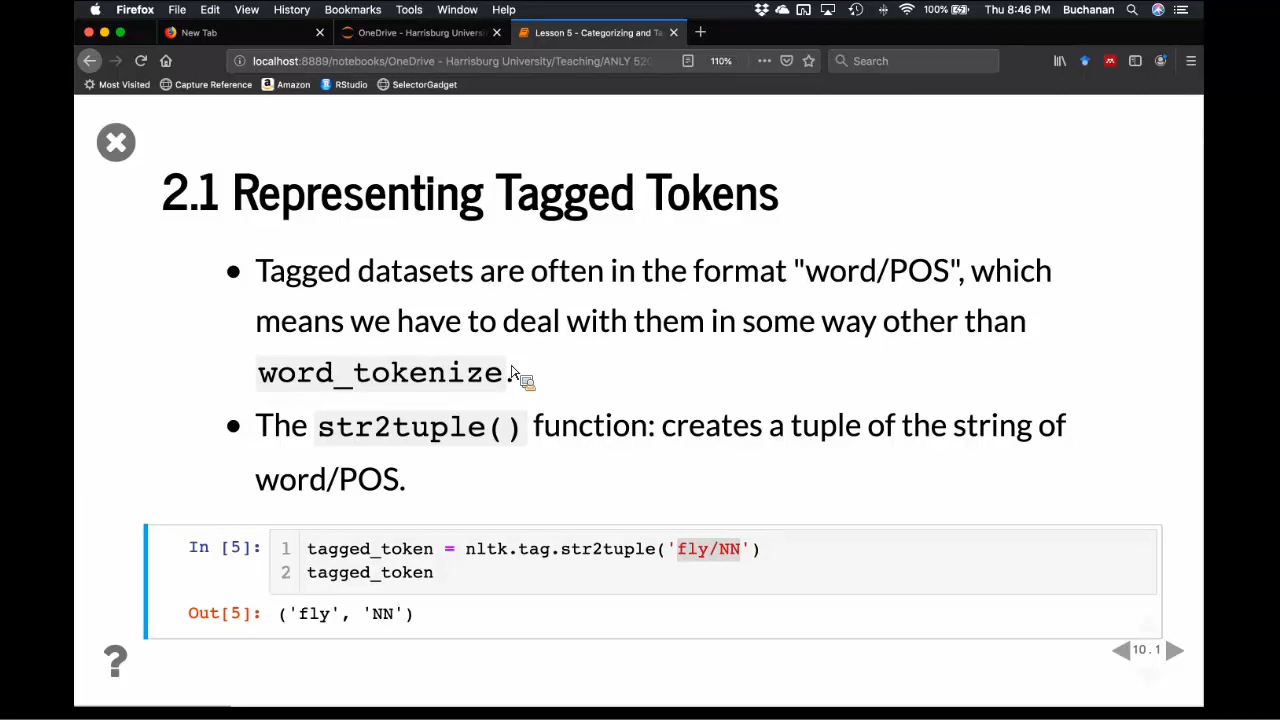 Firefox File Edit View History Bookmarks Tools Window Help 100% Thu 8:46 PM Buchanan
New Tab OneDrive - Harrisburg Universi Lesson 5 - Categorizing and Ta
localhost:8889/notebooks/OneDrive - Harrisburg University/Teaching/ANLY 520 110% Search
Most Visited Capture Reference Amazon RStudio SelectorGadget
2.1 Representing Tagged Tokens
• Tagged datasets are often in the format "word/POS", which
means we have to deal with them in some way other than
word_tokenize.
• The str2tuple() function: creates a tuple of the string of
word/POS.
In [5]: 1 tagged_token = nltk.tag.str2tuple('fly/NN')
2 tagged_token
Out[5]: ('fly', 'NN')
? 10.1